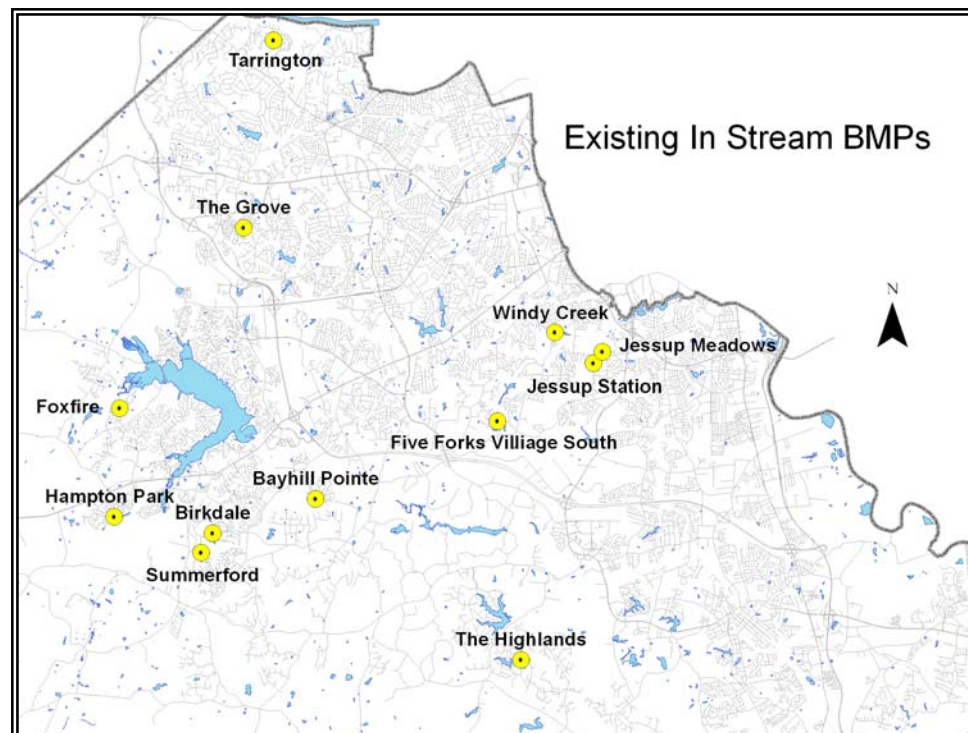 Tarrington
Existing In Stream BMPs
The Grove
N
Windy Creek
Jessup Meadows
Jessup Station
Foxfire
Five Forks Villiage South
Bayhill Pointe
Hampton Park
Birkdale
Summerford
The Highlands